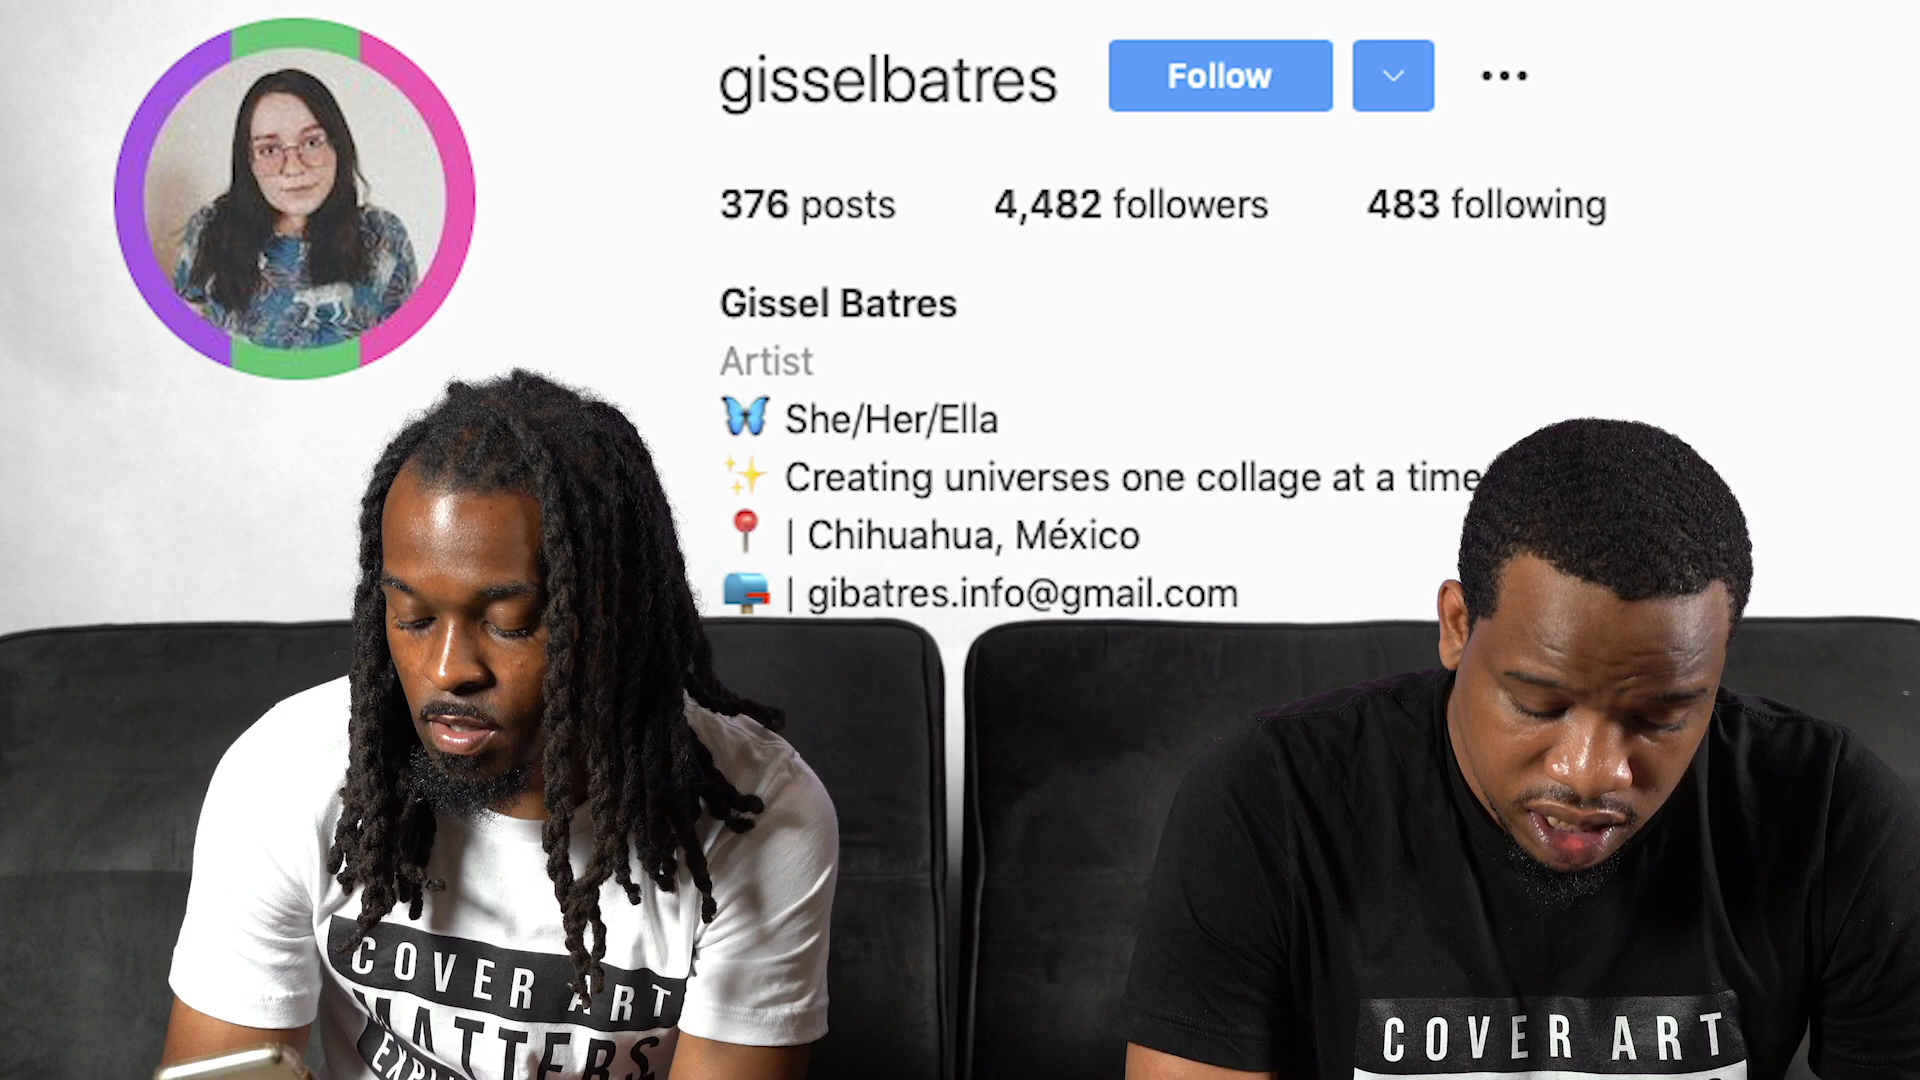 gisselbatres
Follow
376 posts 4,482 followers 483 following
Gissel Batres
Artist
She/Her/Ella
Creating universes one collage at a time
| Chihuahua, México
| gibatres.info@gmail.com
COVER ART
MATTERS
COVER ART